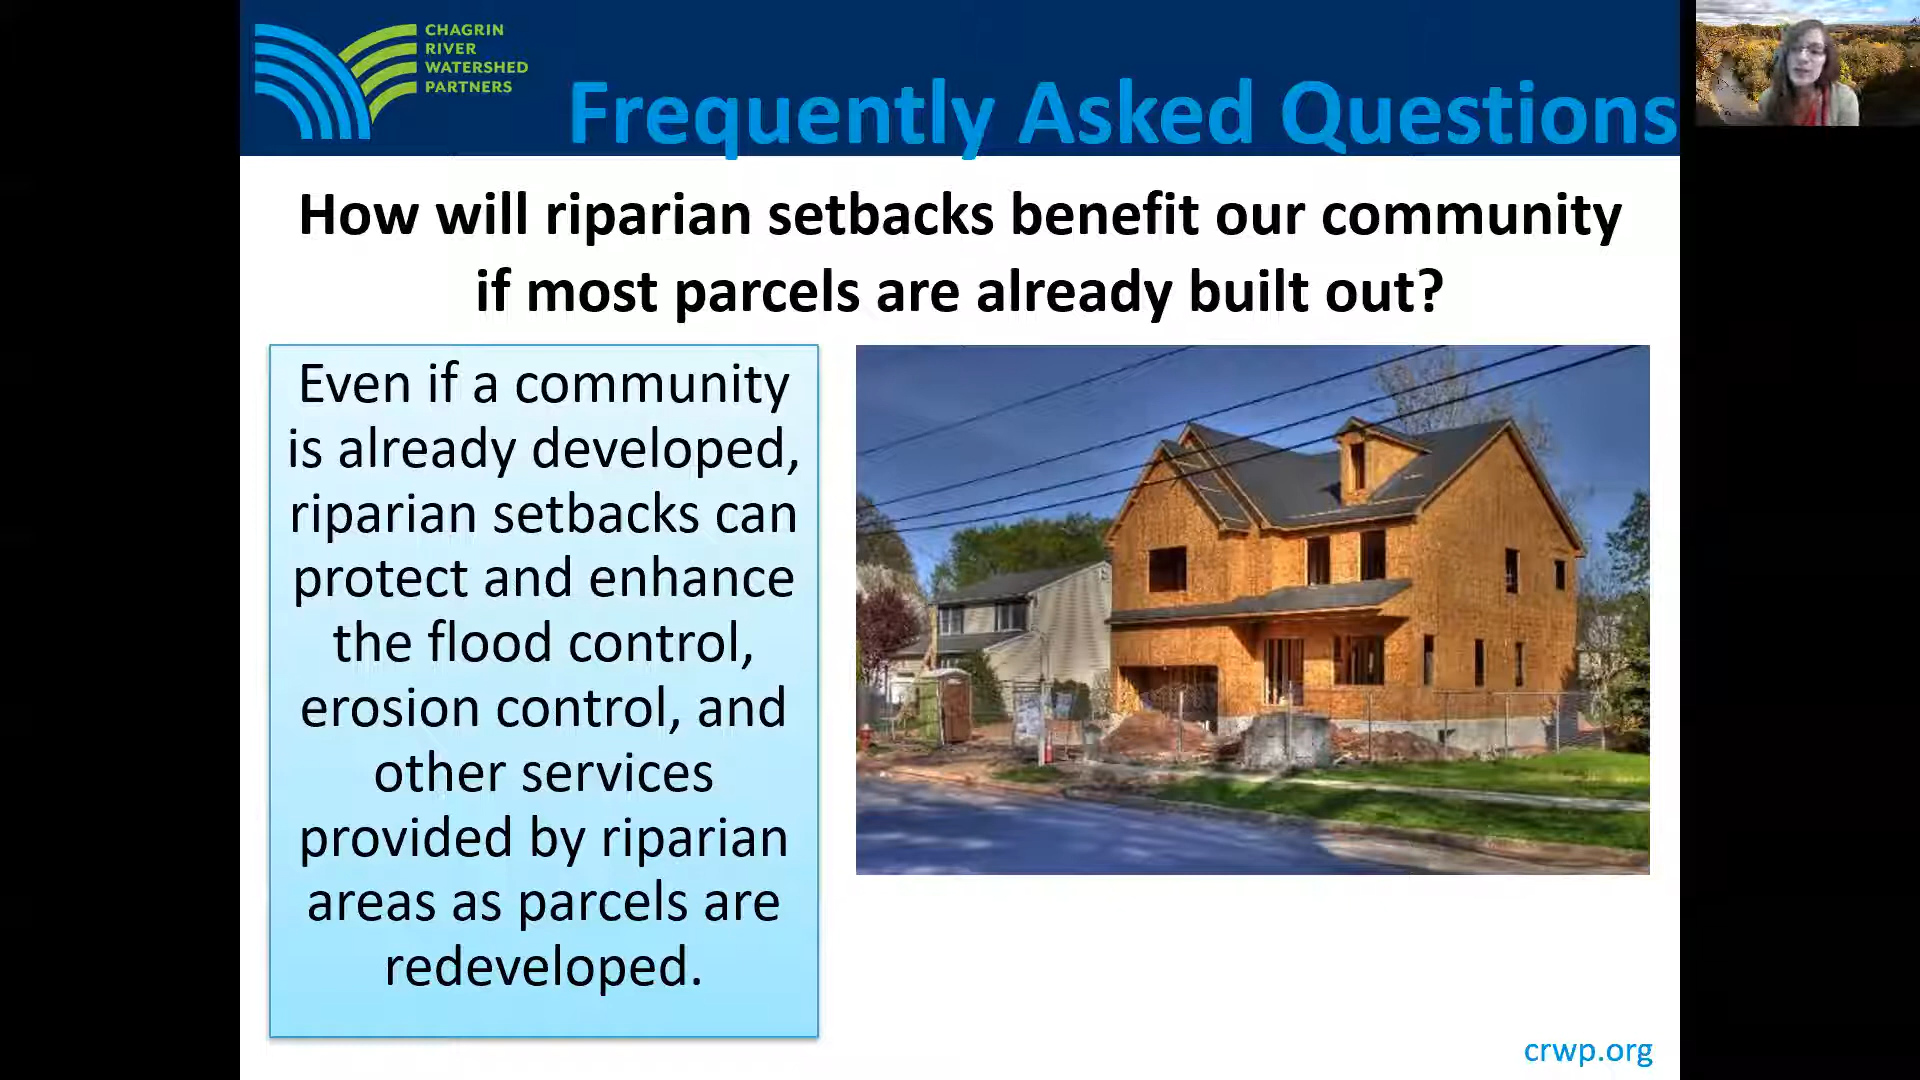 CHAGRIN
RIVER
WATERSHED
PARTNERS
Frequently Asked Questions
How will riparian setbacks benefit our community
if most parcels are already built out?
Even if a community
is already developed,
riparian setbacks can
protect and enhance
the flood control,
erosion control, and
other services
provided by riparian
areas as parcels are
redeveloped.
crwp.org